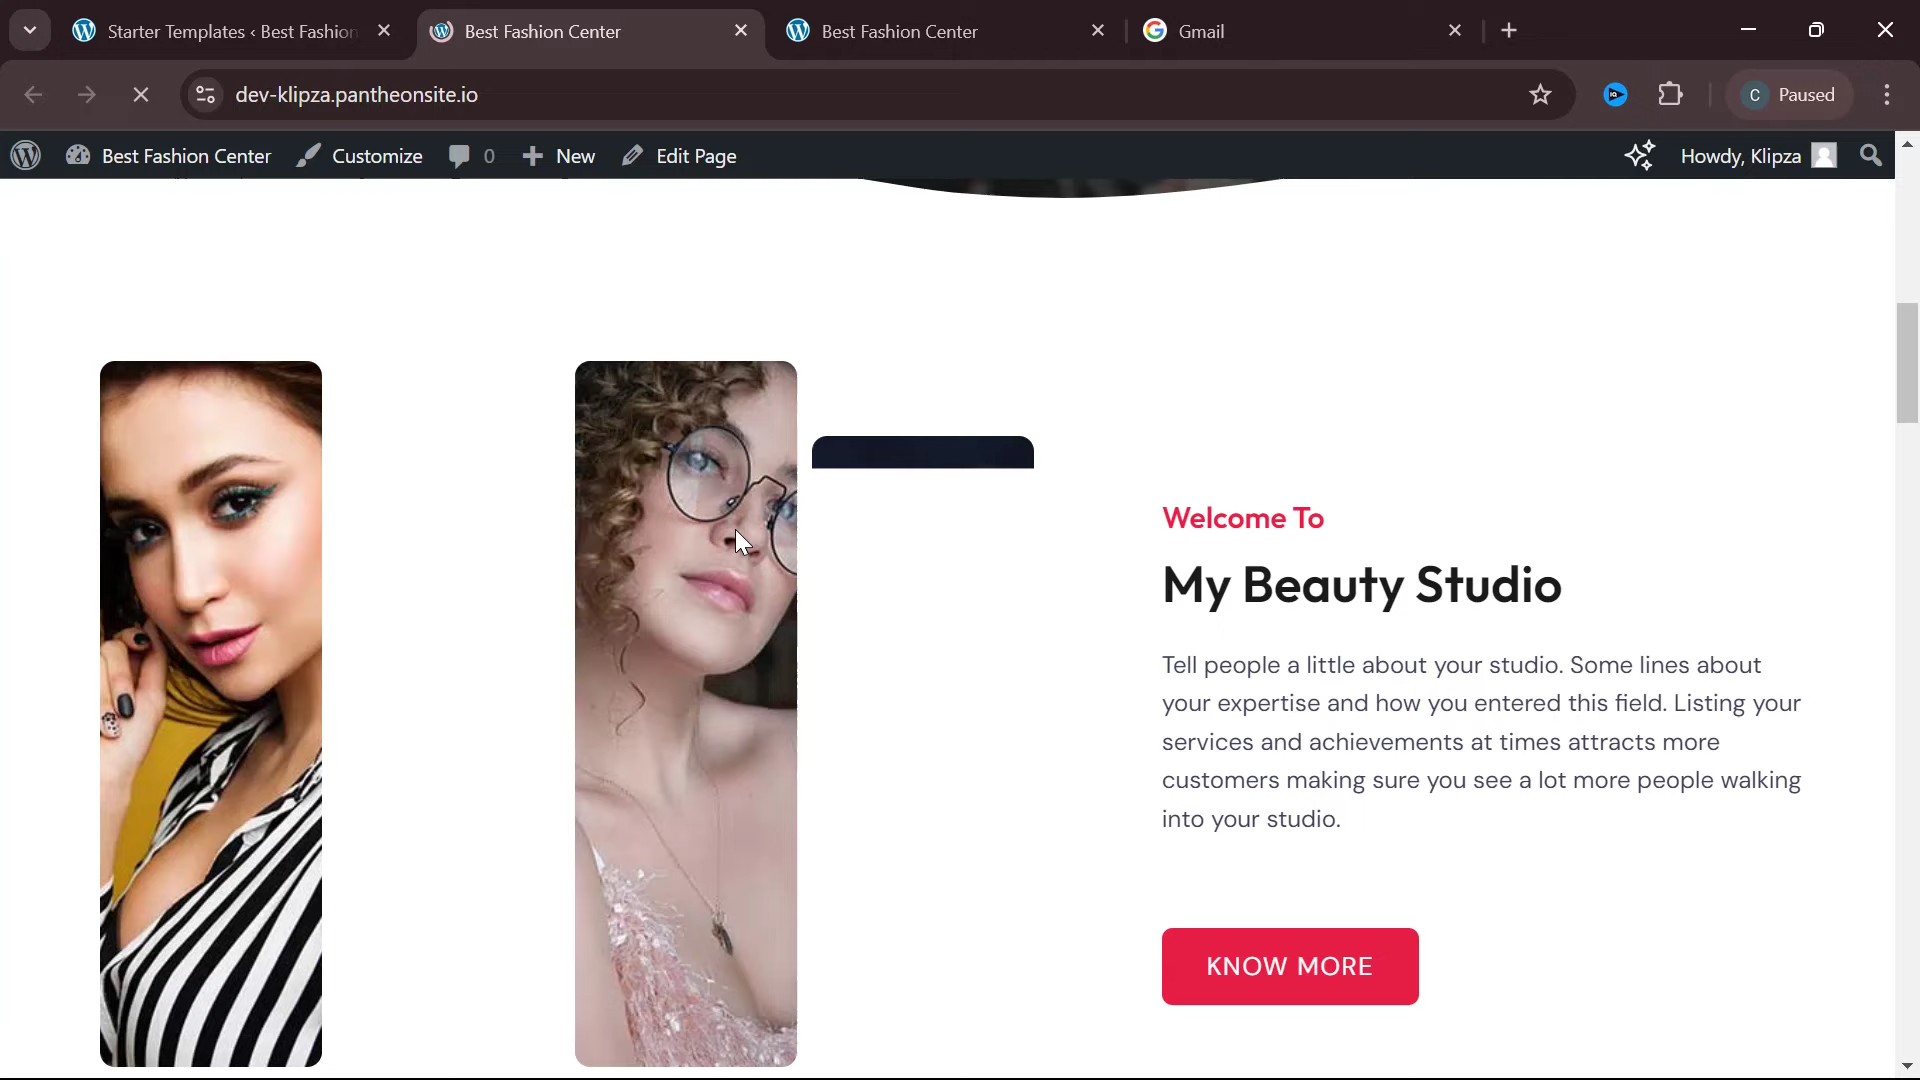 Starter Templates ‹ Best Fashion
Best Fashion Center
Best Fashion Center
Gmail
dev-klipza.pantheonsite.io
C
Paused
Best Fashion Center
Customize
0
New
Edit Page
Howdy, Klipza
Welcome To
My Beauty Studio
Tell people a little about your studio. Some lines about
your expertise and how you entered this field. Listing your
services and achievements at times attracts more
customers making sure you see a lot more people walking
into your studio.
KNOW MORE